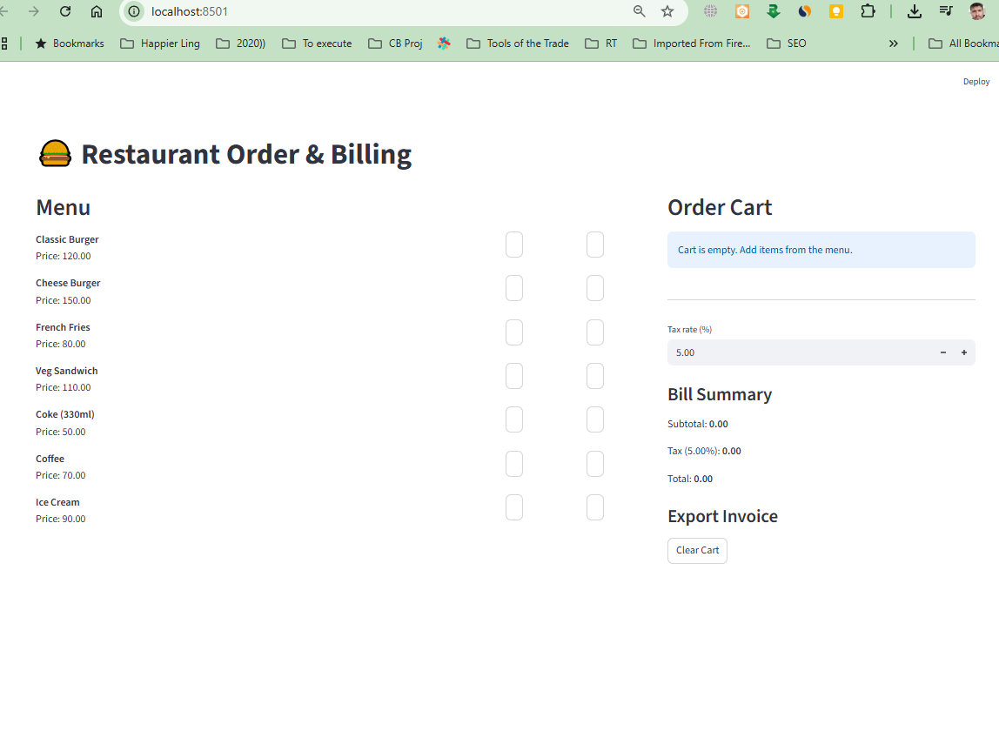 localhost:8501
Bookmarks Happier Ling 2020)) To execute CB Proj Tools of the Trade RT Imported From Fire... SEO » All Bookma
Deploy
Restaurant Order & Billing
Menu
Classic Burger
Price: 120.00
Cheese Burger
Price: 150.00
French Fries
Price: 80.00
Veg Sandwich
Price: 110.00
Coke (330ml)
Price: 50.00
Coffee
Price: 70.00
Ice Cream
Price: 90.00
Order Cart
Cart is empty. Add items from the menu.
Tax rate (%)
5.00 − +
Bill Summary
Subtotal: 0.00
Tax (5.00%): 0.00
Total: 0.00
Export Invoice
Clear Cart